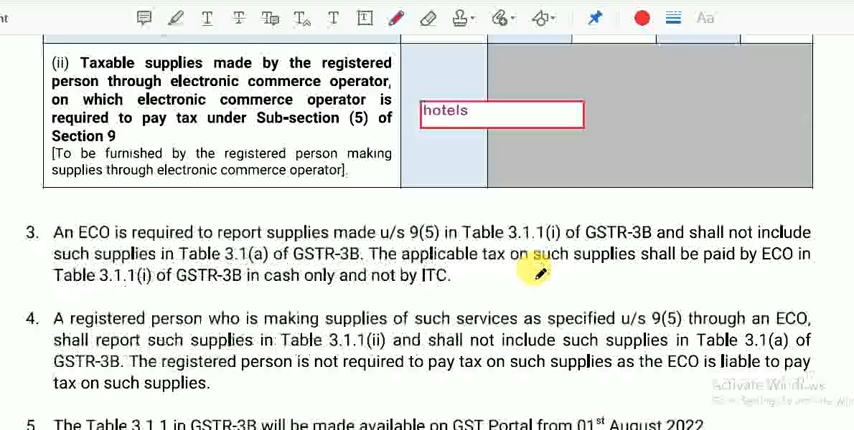 nt
T T Tp T T T Aa
(ii) Taxable supplies made by the registered
person through electronic commerce operator,
on which electronic commerce operator is
required to pay tax under Sub-section (5) of
Section 9
[To be furnished by the registered person making
supplies through electronic commerce operator].
hotels
3. An ECO is required to report supplies made u/s 9(5) in Table 3.1.1(i) of GSTR-3B and shall not include
such supplies in Table 3.1(a) of GSTR-3B. The applicable tax on such supplies shall be paid by ECO in
Table 3.1.1(i) of GSTR-3B in cash only and not by ITC.
4. A registered person who is making supplies of such services as specified u/s 9(5) through an ECO,
shall report such supplies in Table 3.1.1(ii) and shall not include such supplies in Table 3.1(a) of
GSTR-3B. The registered person is not required to pay tax on such supplies as the ECO is liable to pay
tax on such supplies.
Activate Windows
5. The Table 3.1.1 in GSTR-3B will be made available on GST Portal from 01st August 2022